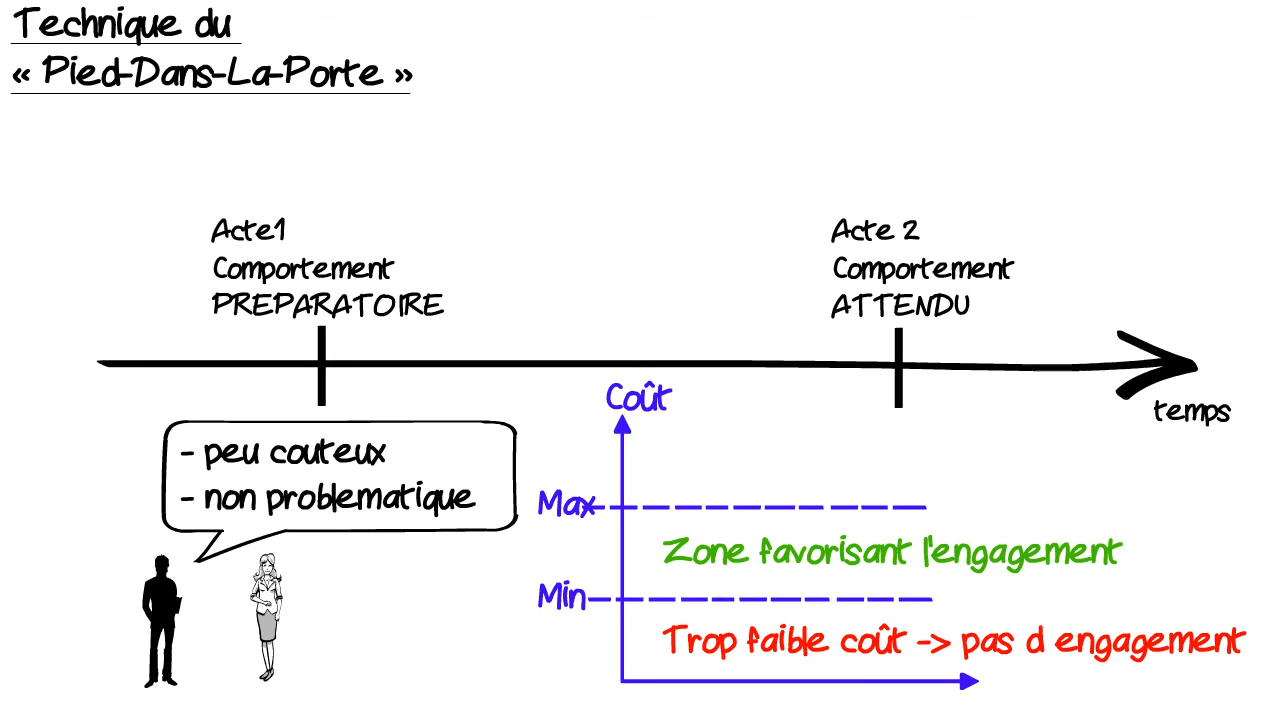 Technique du
« Pied-Dans-La-Porte »
Acte1
Comportement
PREPARATOIRE
Acte 2
Comportement
ATTENDU
temps
- peu couteux
- non problematique
Coût
Max
Zone favorisant l'engagement
Min
Trop faible coût -> pas d engagement